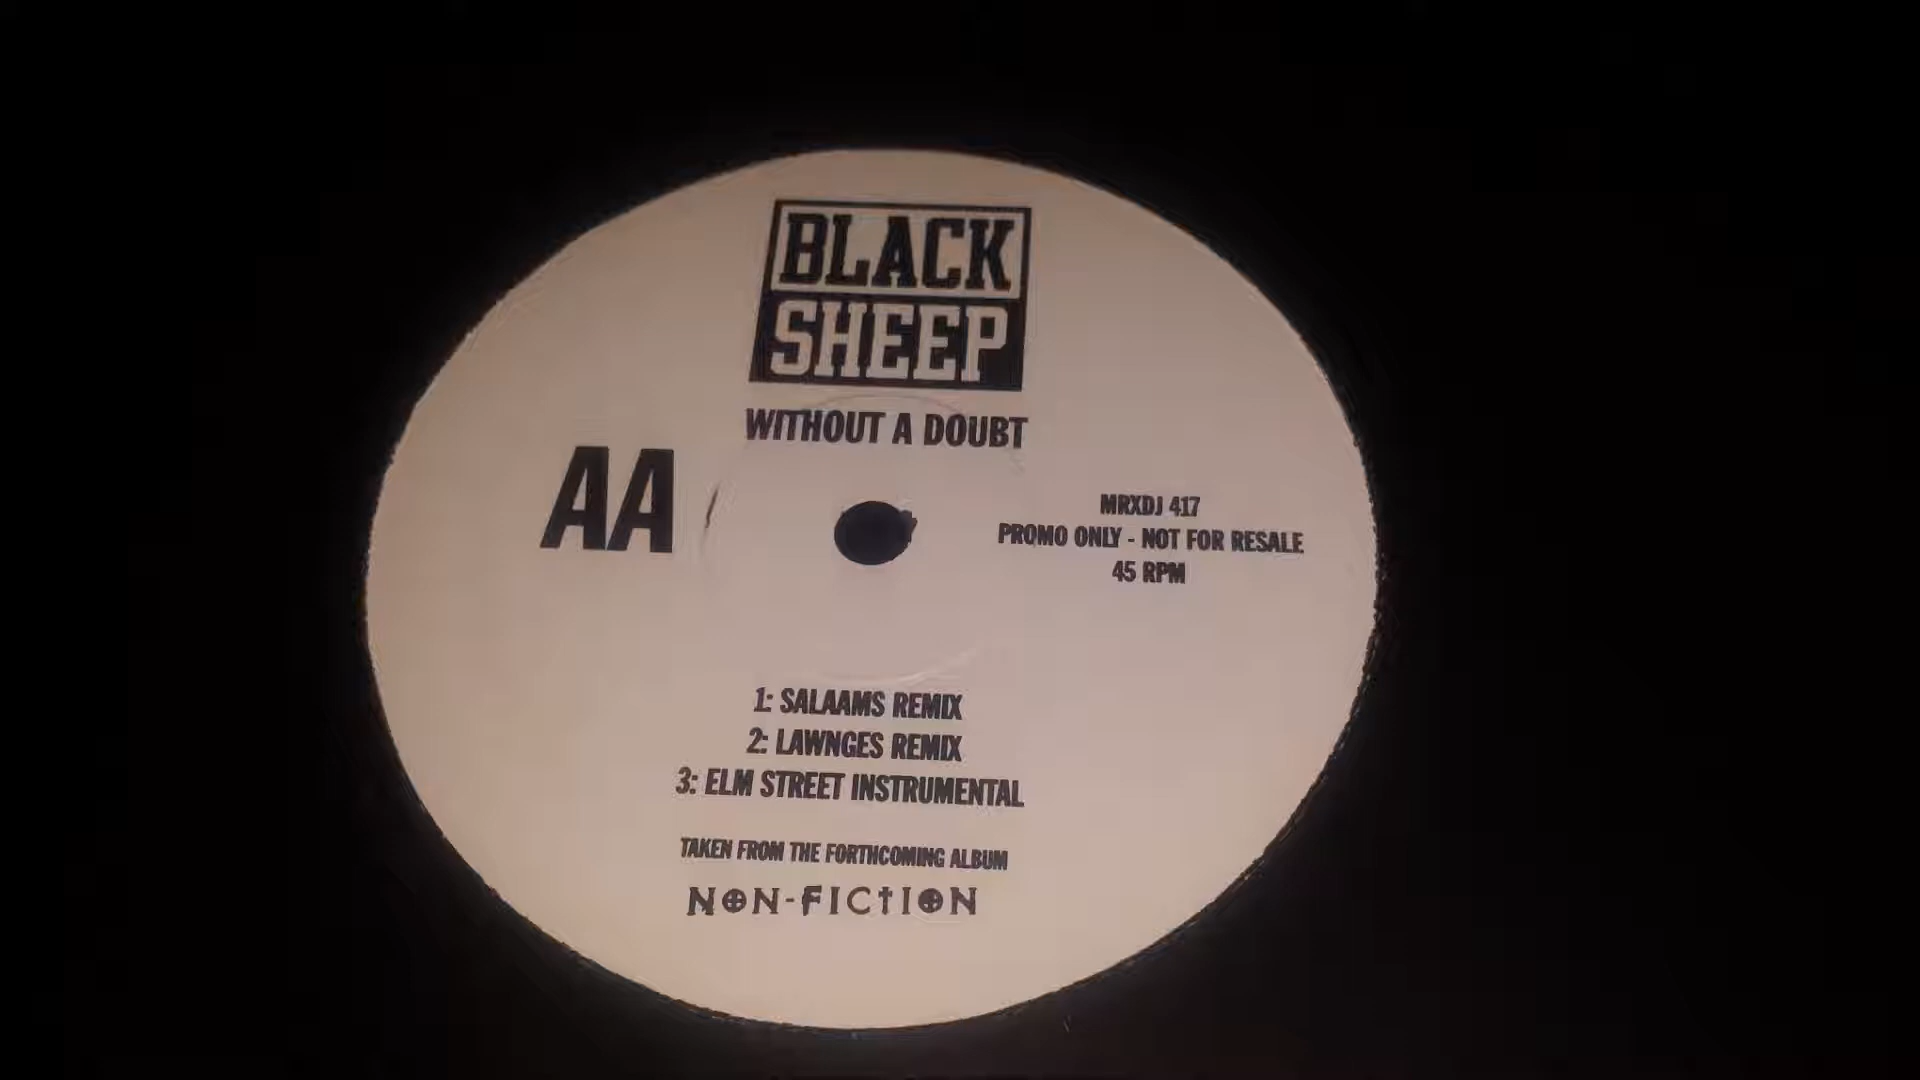 BLACK
SHEEP
WITHOUT A DOUBT
AA
MRXDJ 417
PROMO ONLY - NOT FOR RESALE
45 RPM
1: SALAAMS REMIX
2: LAWNGES REMIX
3: ELM STREET INSTRUMENTAL
TAKEN FROM THE FORTHCOMING ALBUM
NON-FICTION